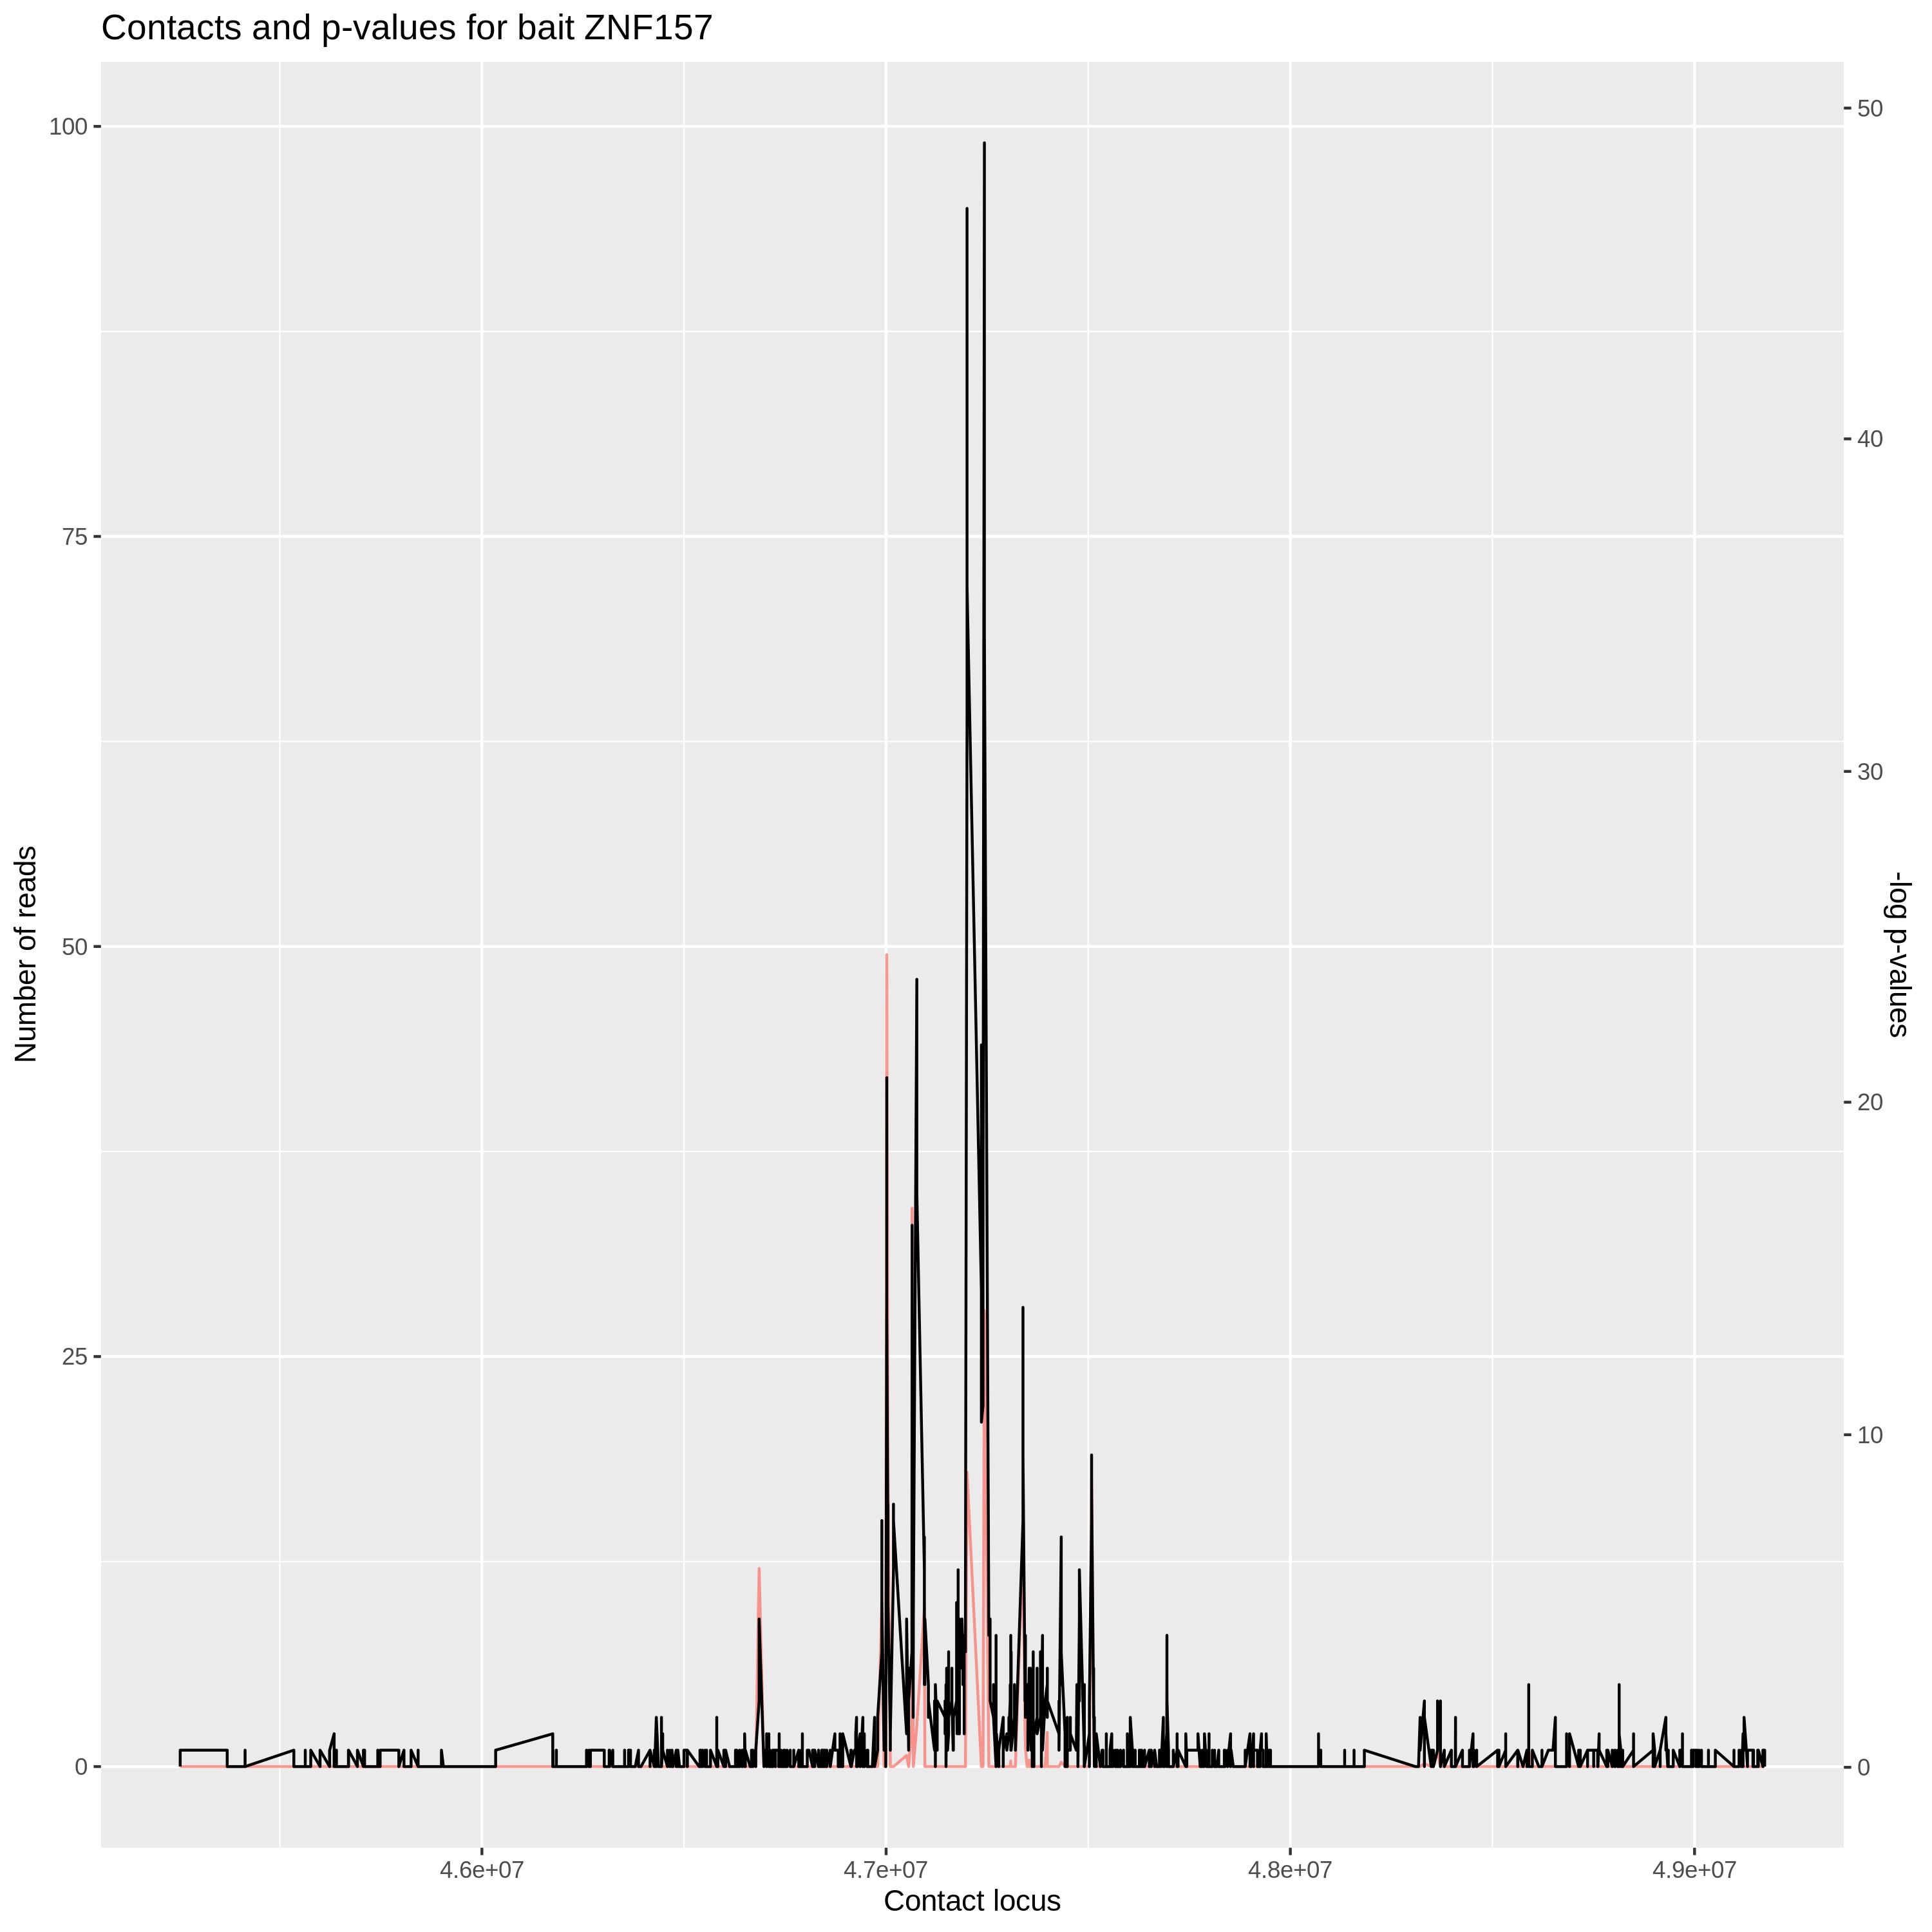 Contacts and p-values for bait ZNF157
100
75
50
25
0
Number of reads
50
40
30
20
10
0
-log p-values
4.6e+07
4.7e+07
4.8e+07
4.9e+07
Contact locus